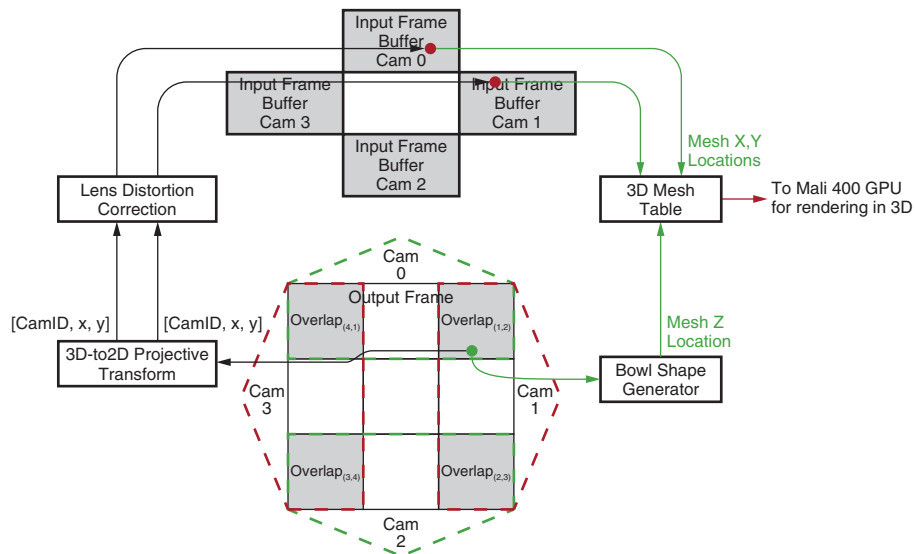 Input Frame
Buffer
Cam 0
Input Frame
Buffer
Cam 3
Input Frame
Buffer
Cam 1
Input Frame
Buffer
Cam 2
Mesh X,Y
Locations
Lens Distortion
Correction
3D Mesh
Table
To Mali 400 GPU
for rendering in 3D
Cam
0
Output Frame
[CamID, x, y]
[CamID, x, y]
Overlap(4,1)
Overlap(1,2)
Mesh Z
Location
3D-to2D Projective
Transform
Cam
3
Cam
1
Bowl Shape
Generator
Overlap(3,4)
Overlap(2,3)
Cam
2